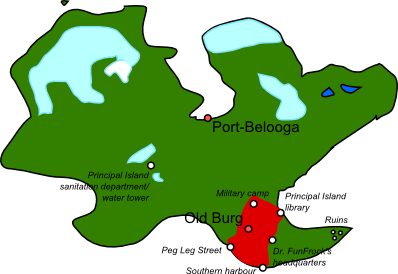 Port-Belooga
Principal Island
sanitation department/
water tower
Military camp
Principal Island
library
Old Burg
Ruins
Peg Leg Street
Dr. FunFrock's
headquarters
Southern harbour